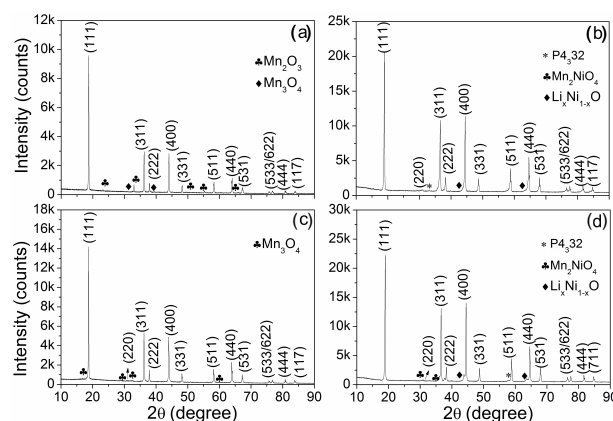 Intensity (counts)
12k
10k
8k
6k
4k
2k
0
(111)
(311)
(222)
(400)
(331)
(511)
(440)
(531)
(533/622)
(444)
(117)
(a)
♣Mn2O3
♦Mn3O4
25k
20k
15k
10k
5k
0
(111)
(220)
(311)
(222)
(400)
(331)
(511)
(440)
(531)
(533/622)
(444)
(117)
(b)
* P4332
♣ Mn2NiO4
♦ LixNi1-xO
Intensity (counts)
18k
16k
14k
12k
10k
8k
6k
4k
2k
0
(111)
(220)
(311)
(222)
(400)
(331)
(511)
(440)
(531)
(533/622)
(444)
(117)
(c)
♣Mn3O4
10 20 30 40 50 60 70 80 90
2θ (degree)
30k
25k
20k
15k
10k
5k
0
(111)
(220)
(311)
(222)
(400)
(331)
(511)
(440)
(531)
(533/622)
(444)
(711)
(d)
* P4332
♣ Mn2NiO4
♦ LixNi1-xO
10 20 30 40 50 60 70 80 90
2θ (degree)